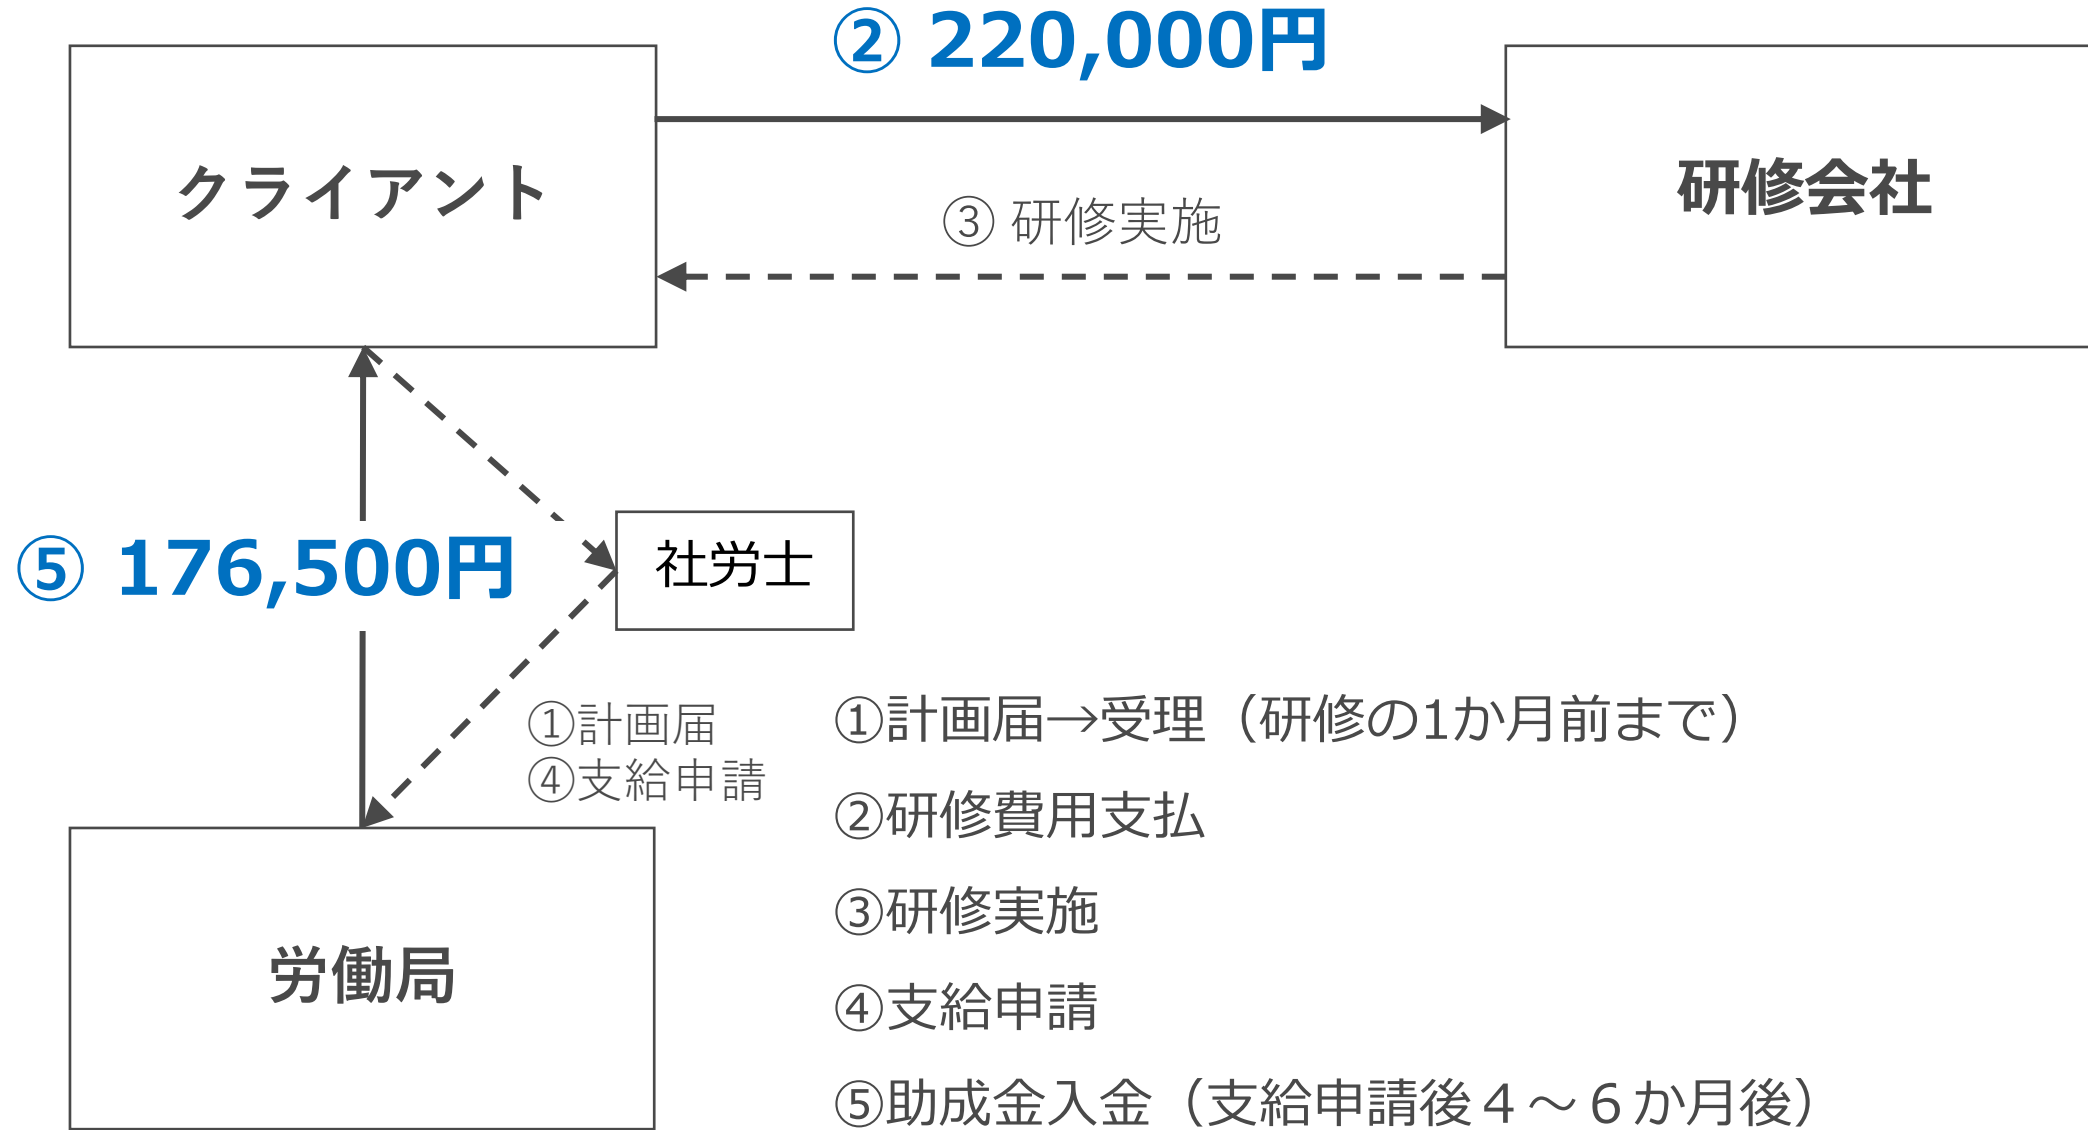 ② 220,000円
クライアント
研修会社
③ 研修実施
⑤ 176,500円
社労士
①計画届
④支給申請
労働局
①計画届→受理（研修の1か月前まで）
②研修費用支払
③研修実施
④支給申請
⑤助成金入金（支給申請後４～６か月後）